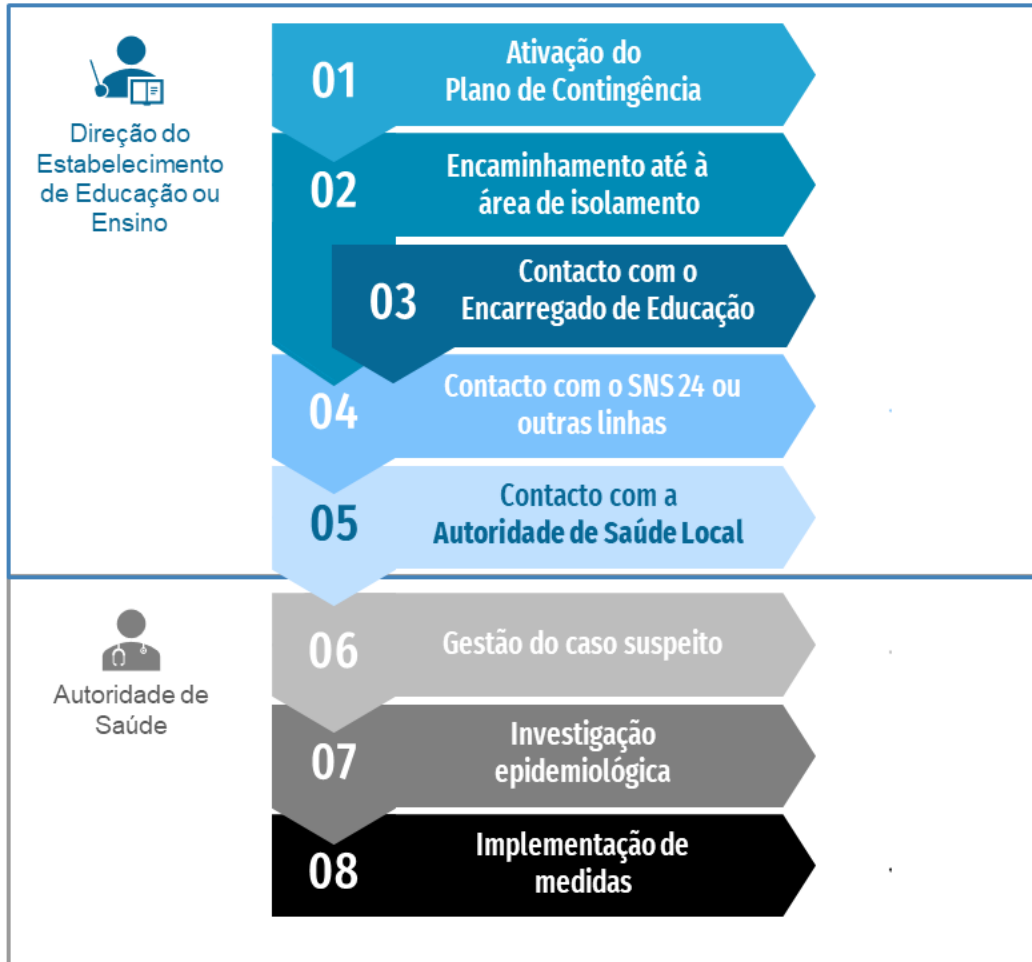 Direção do
Estabelecimento
de Educação ou
Ensino
01
Ativação do
Plano de Contingência
02
Encaminhamento até à
área de isolamento
03
Contacto com o
Encarregado de Educação
04
Contacto com o SNS 24 ou
outras linhas
05
Contacto com a
Autoridade de Saúde Local
Autoridade de
Saúde
06
Gestão do caso suspeito
07
Investigação
epidemiológica
08
Implementação de
medidas